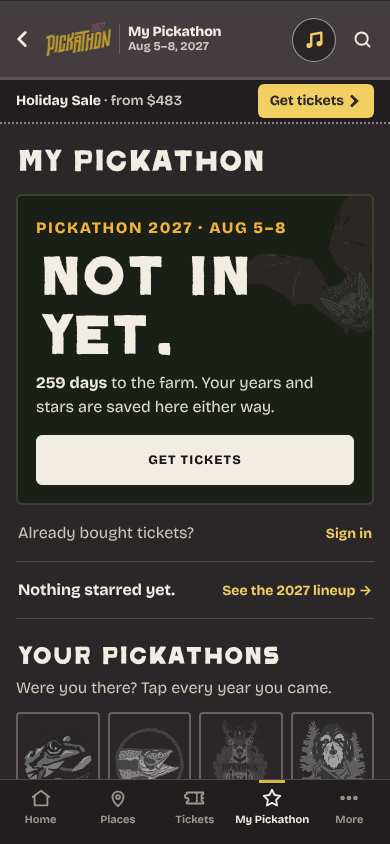 2027
PICKATHON
My Pickathon
Aug 5–8, 2027
Holiday Sale · from $483
Get tickets
MY PICKATHON
PICKATHON 2027 · AUG 5–8
NOT IN
YET.
259 days to the farm. Your years and
stars are saved here either way.
GET TICKETS
Already bought tickets?
Sign in
Nothing starred yet.
See the 2027 lineup →
YOUR PICKATHONS
Were you there? Tap every year you came.
Home
Places
Tickets
My Pickathon
More